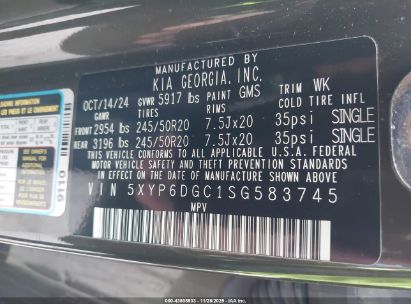 MANUFACTURED BY
KIA GEORGIA, INC.
OCT/14/24 GVWR 5917 lbs PAINT GMS TRIM WK
TIRES RIMS COLD TIRE INFL
FRONT 2954 lbs 245/50R20 7.5Jx20 35psi SINGLE
REAR 3196 lbs 245/50R20 7.5Jx20 35psi SINGLE
THIS VEHICLE CONFORMS TO ALL APPLICABLE U.S.A. FEDERAL
MOTOR VEHICLE SAFETY AND THEFT PREVENTION STANDARDS IN
EFFECT ON THE DATE OF MANUFACTURE SHOWN ABOVE.
VIN 5XYP6DGC1SG583745
MPV
9110